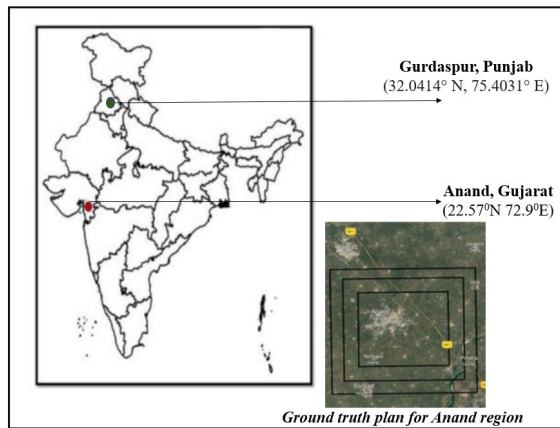 Gurdaspur, Punjab
(32.0414° N, 75.4031° E)
Anand, Gujarat
(22.57⁰N 72.9⁰E)
Ground truth plan for Anand region